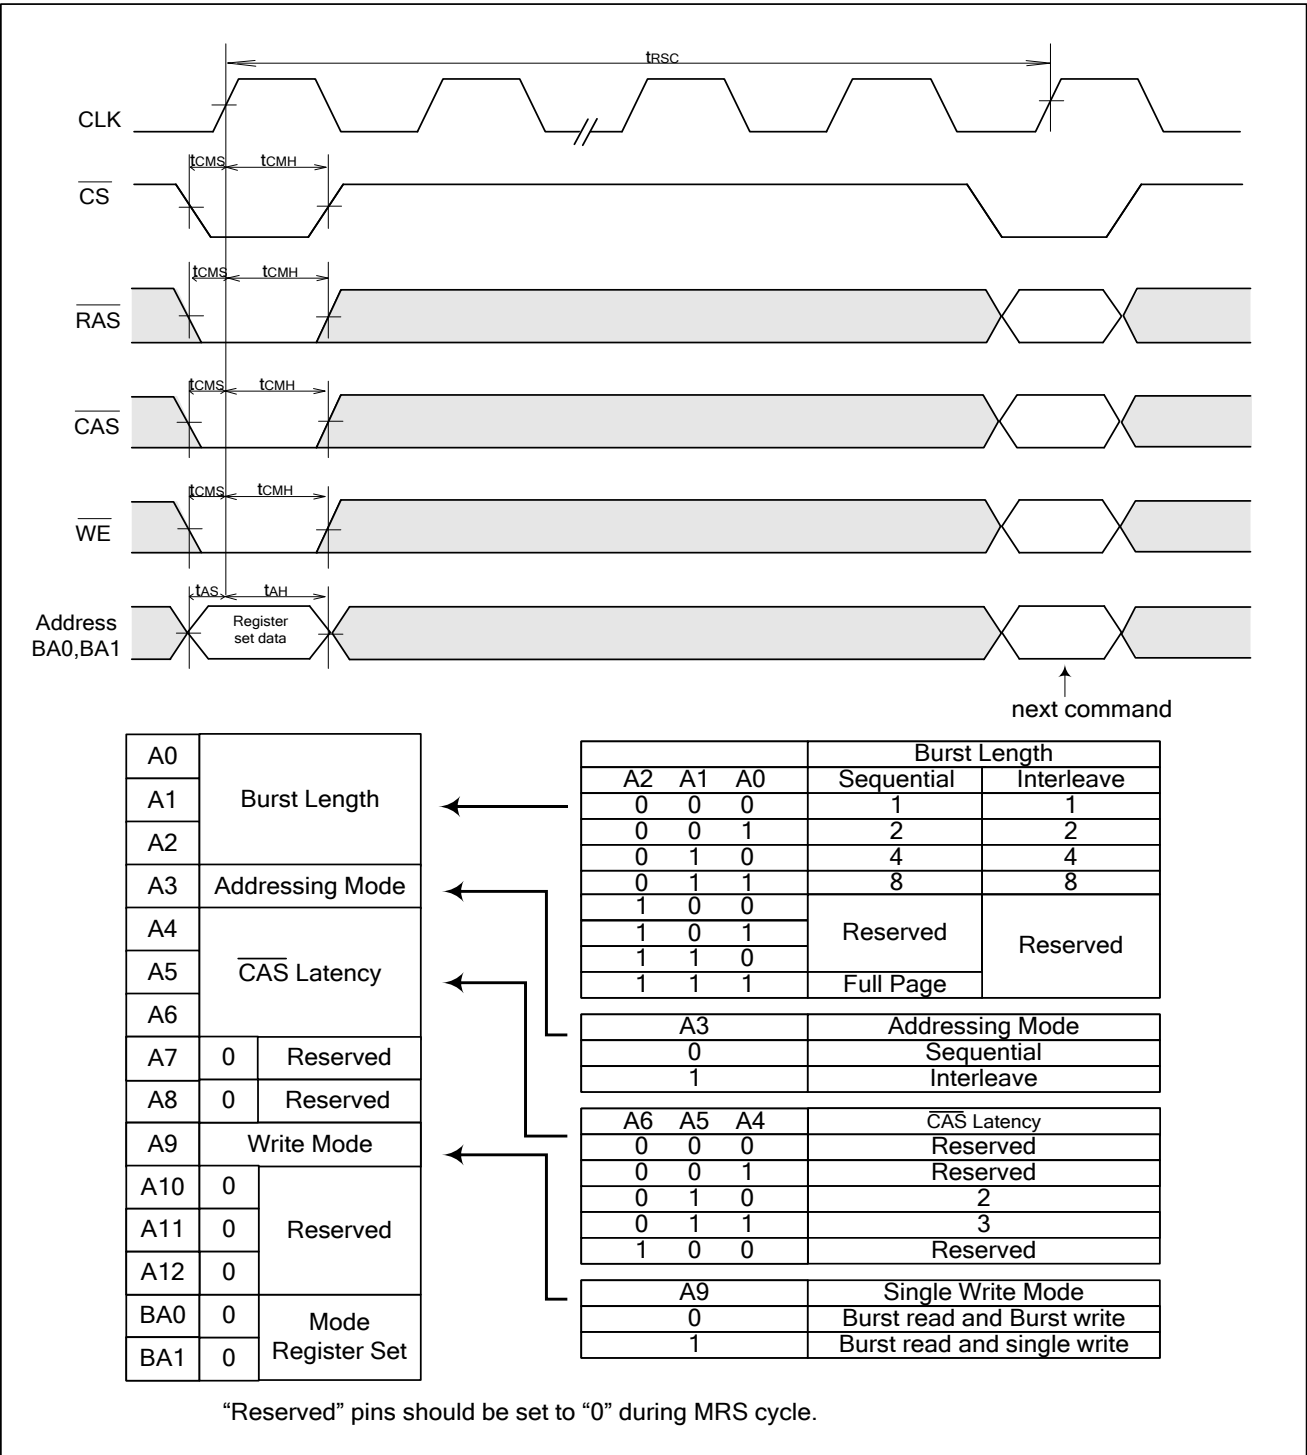 tRSC
CLK
tCMS tCMH
CS
tCMS tCMH
RAS
tCMS tCMH
CAS
tCMS tCMH
WE
tAS tAH
Address
BA0,BA1
Register
set data
next command
A0
A1
A2
Burst Length
A3 Addressing Mode
A4
A5
A6
CAS Latency
A7 0 Reserved
A8 0 Reserved
A9 Write Mode
A10 0
A11 0
A12 0
Reserved
BA0 0
BA1 0
Mode
Register Set
Burst Length
A2 A1 A0 Sequential Interleave
0 0 0 1 1
0 0 1 2 2
0 1 0 4 4
0 1 1 8 8
1 0 0
1 0 1 Reserved
1 1 0
Reserved
1 1 1 Full Page
A3 Addressing Mode
0 Sequential
1 Interleave
A6 A5 A4 CAS Latency
0 0 0 Reserved
0 0 1 Reserved
0 1 0 2
0 1 1 3
1 0 0 Reserved
A9 Single Write Mode
0 Burst read and Burst write
1 Burst read and single write
“Reserved” pins should be set to “0” during MRS cycle.